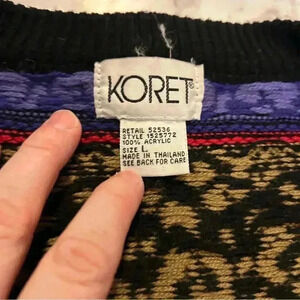 KORET®
RETAIL 52536
STYLE 1525772
100% ACRYLIC
SIZE L
MADE IN THAILAND
SEE BACK FOR CARE